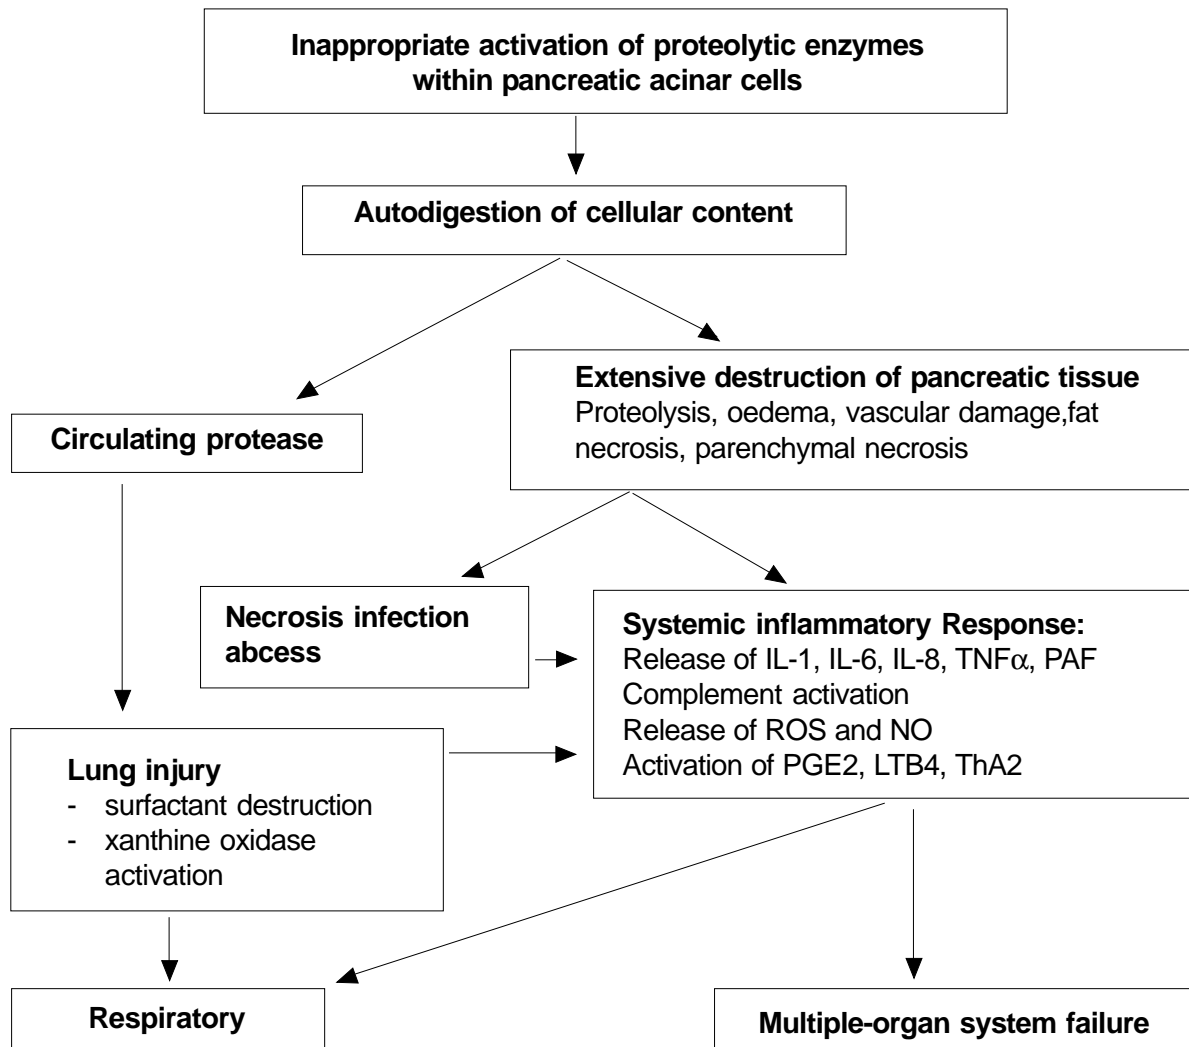 Inappropriate activation of proteolytic enzymes
within pancreatic acinar cells
Autodigestion of cellular content
Extensive destruction of pancreatic tissue
Proteolysis, oedema, vascular damage,fat
necrosis, parenchymal necrosis
Circulating protease
Necrosis infection
abcess
Systemic inflammatory Response:
Release of IL-1, IL-6, IL-8, TNFα, PAF
Complement activation
Release of ROS and NO
Activation of PGE2, LTB4, ThA2
Lung injury
- surfactant destruction
- xanthine oxidase
activation
Respiratory
Multiple-organ system failure